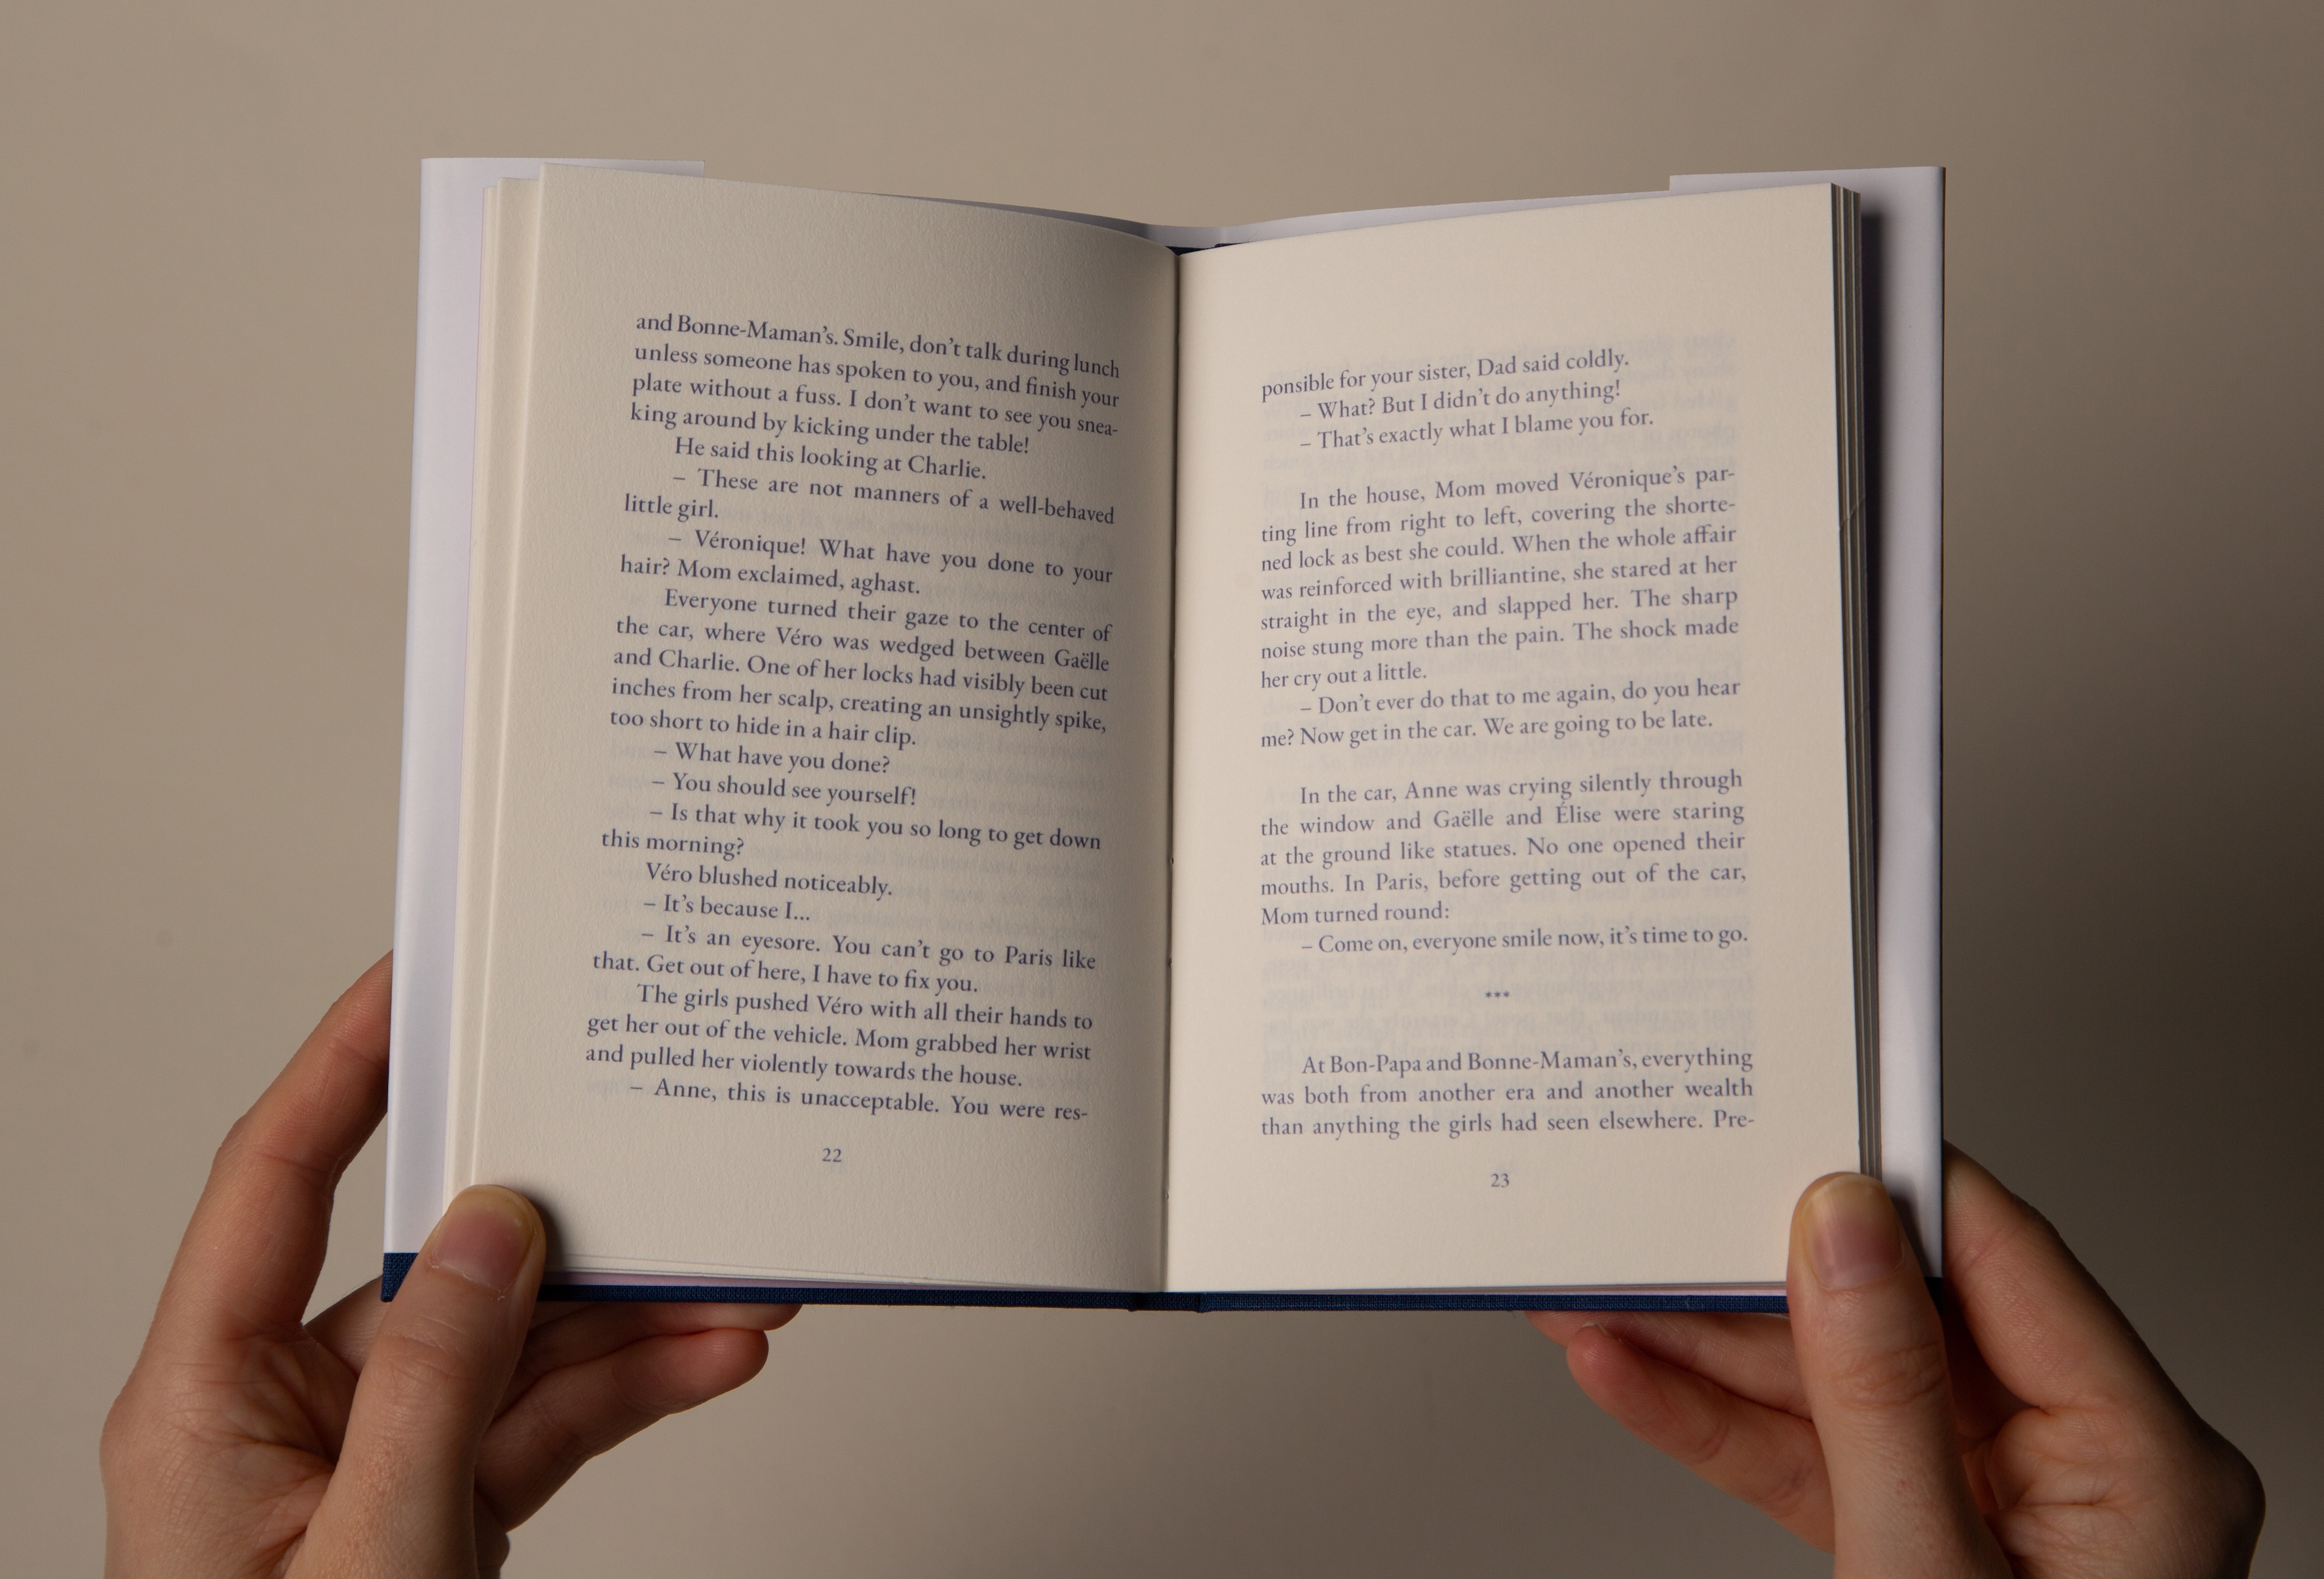 and Bonne-Maman's. Smile, don't talk during lunch
unless someone has spoken to you, and finish your
plate without a fuss. I don't want to see you snea-
king around by kicking under the table!
He said this looking at Charlie.
– These are not manners of a well-behaved
little girl.
– Véronique! What have you done to your
hair? Mom exclaimed, aghast.
Everyone turned their gaze to the center of
the car, where Véro was wedged between Gaëlle
and Charlie. One of her locks had visibly been cut
inches from her scalp, creating an unsightly spike,
too short to hide in a hair clip.
– What have you done?
– You should see yourself!
– Is that why it took you so long to get down
this morning?
Véro blushed noticeably.
– It's because I...
– It's an eyesore. You can't go to Paris like
that. Get out of here, I have to fix you.
The girls pushed Véro with all their hands to
get her out of the vehicle. Mom grabbed her wrist
and pulled her violently towards the house.
– Anne, this is unacceptable. You were res-
22
ponsible for your sister, Dad said coldly.
– What? But I didn't do anything!
– That's exactly what I blame you for.
In the house, Mom moved Véronique's par-
ting line from right to left, covering the shorte-
ned lock as best she could. When the whole affair
was reinforced with brilliantine, she stared at her
straight in the eye, and slapped her. The sharp
noise stung more than the pain. The shock made
her cry out a little.
– Don't ever do that to me again, do you hear
me? Now get in the car. We are going to be late.
In the car, Anne was crying silently through
the window and Gaëlle and Élise were staring
at the ground like statues. No one opened their
mouths. In Paris, before getting out of the car,
Mom turned round:
– Come on, everyone smile now, it's time to go.
***
At Bon-Papa and Bonne-Maman's, everything
was both from another era and another wealth
than anything the girls had seen elsewhere. Pre-
23